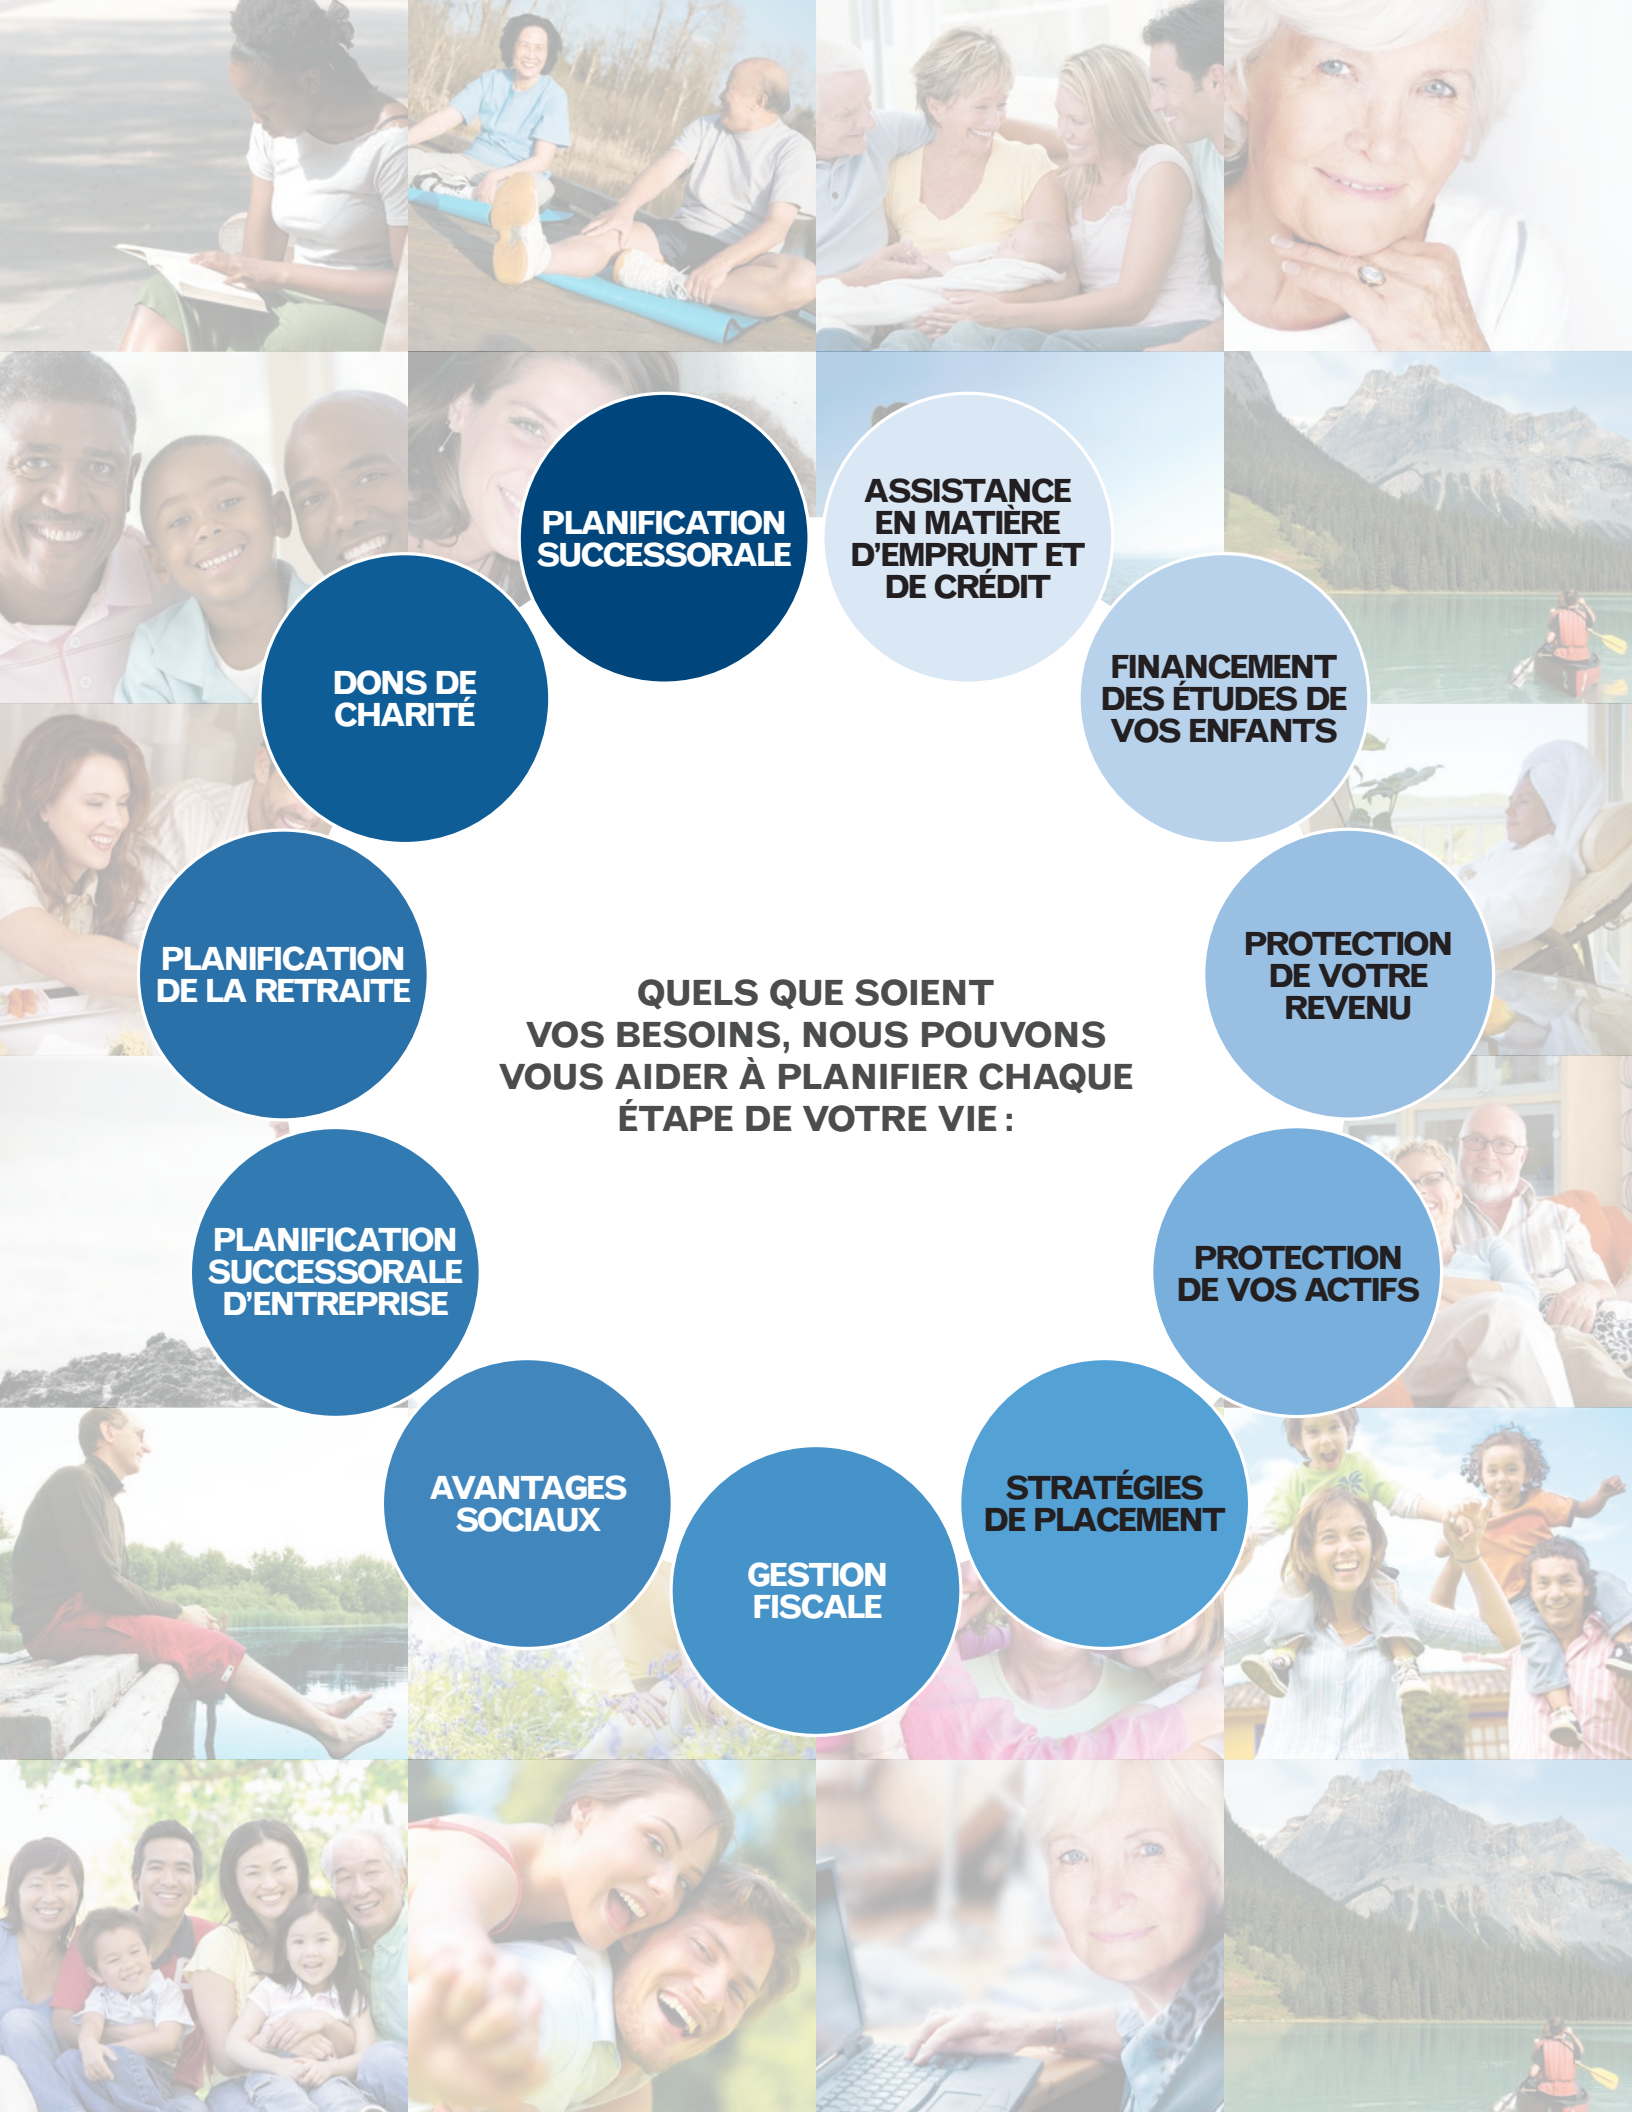 PLANIFICATION
SUCCESSORALE
ASSISTANCE
EN MATIÈRE
D’EMPRUNT ET
DE CRÉDIT
FINANCEMENT
DES ÉTUDES DE
VOS ENFANTS
PROTECTION
DE VOTRE
REVENU
PROTECTION
DE VOS ACTIFS
STRATÉGIES
DE PLACEMENT
GESTION
FISCALE
AVANTAGES
SOCIAUX
PLANIFICATION
SUCCESSORALE
D’ENTREPRISE
PLANIFICATION
DE LA RETRAITE
DONS DE
CHARITÉ
QUELS QUE SOIENT
VOS BESOINS, NOUS POUVONS
VOUS AIDER À PLANIFIER CHAQUE
ÉTAPE DE VOTRE VIE :